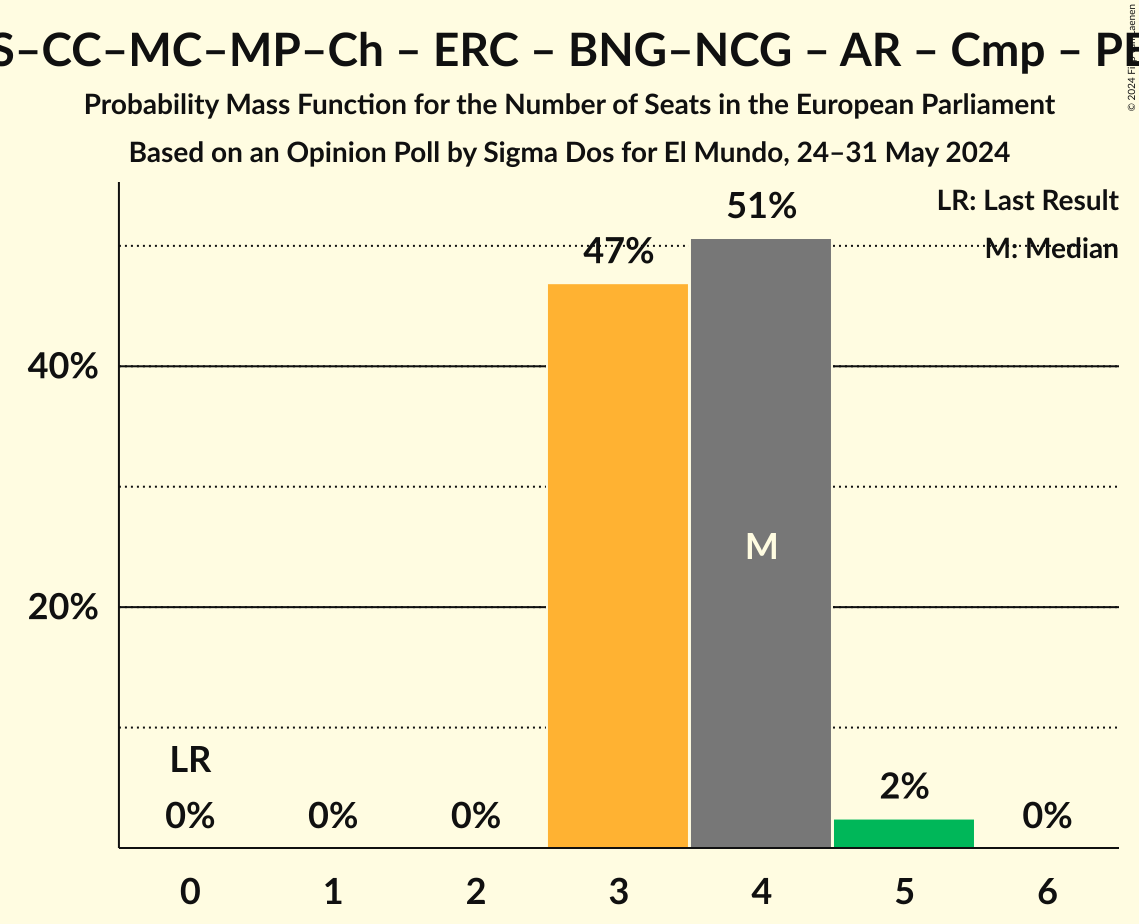 S–CC–MC–MP–Ch – ERC – BNG–NCG – AR – Cmp –
Probability Mass Function for the Number of Seats in the European Parliament
Based on an Opinion Poll by Sigma Dos for El Mundo, 24–31 May 2024
© 2024
LR: Last Result
M: Median
51%
47%
40%
M
20%
LR
2%
0% 0% 0% 0%
0 1 2 3 4 5 6